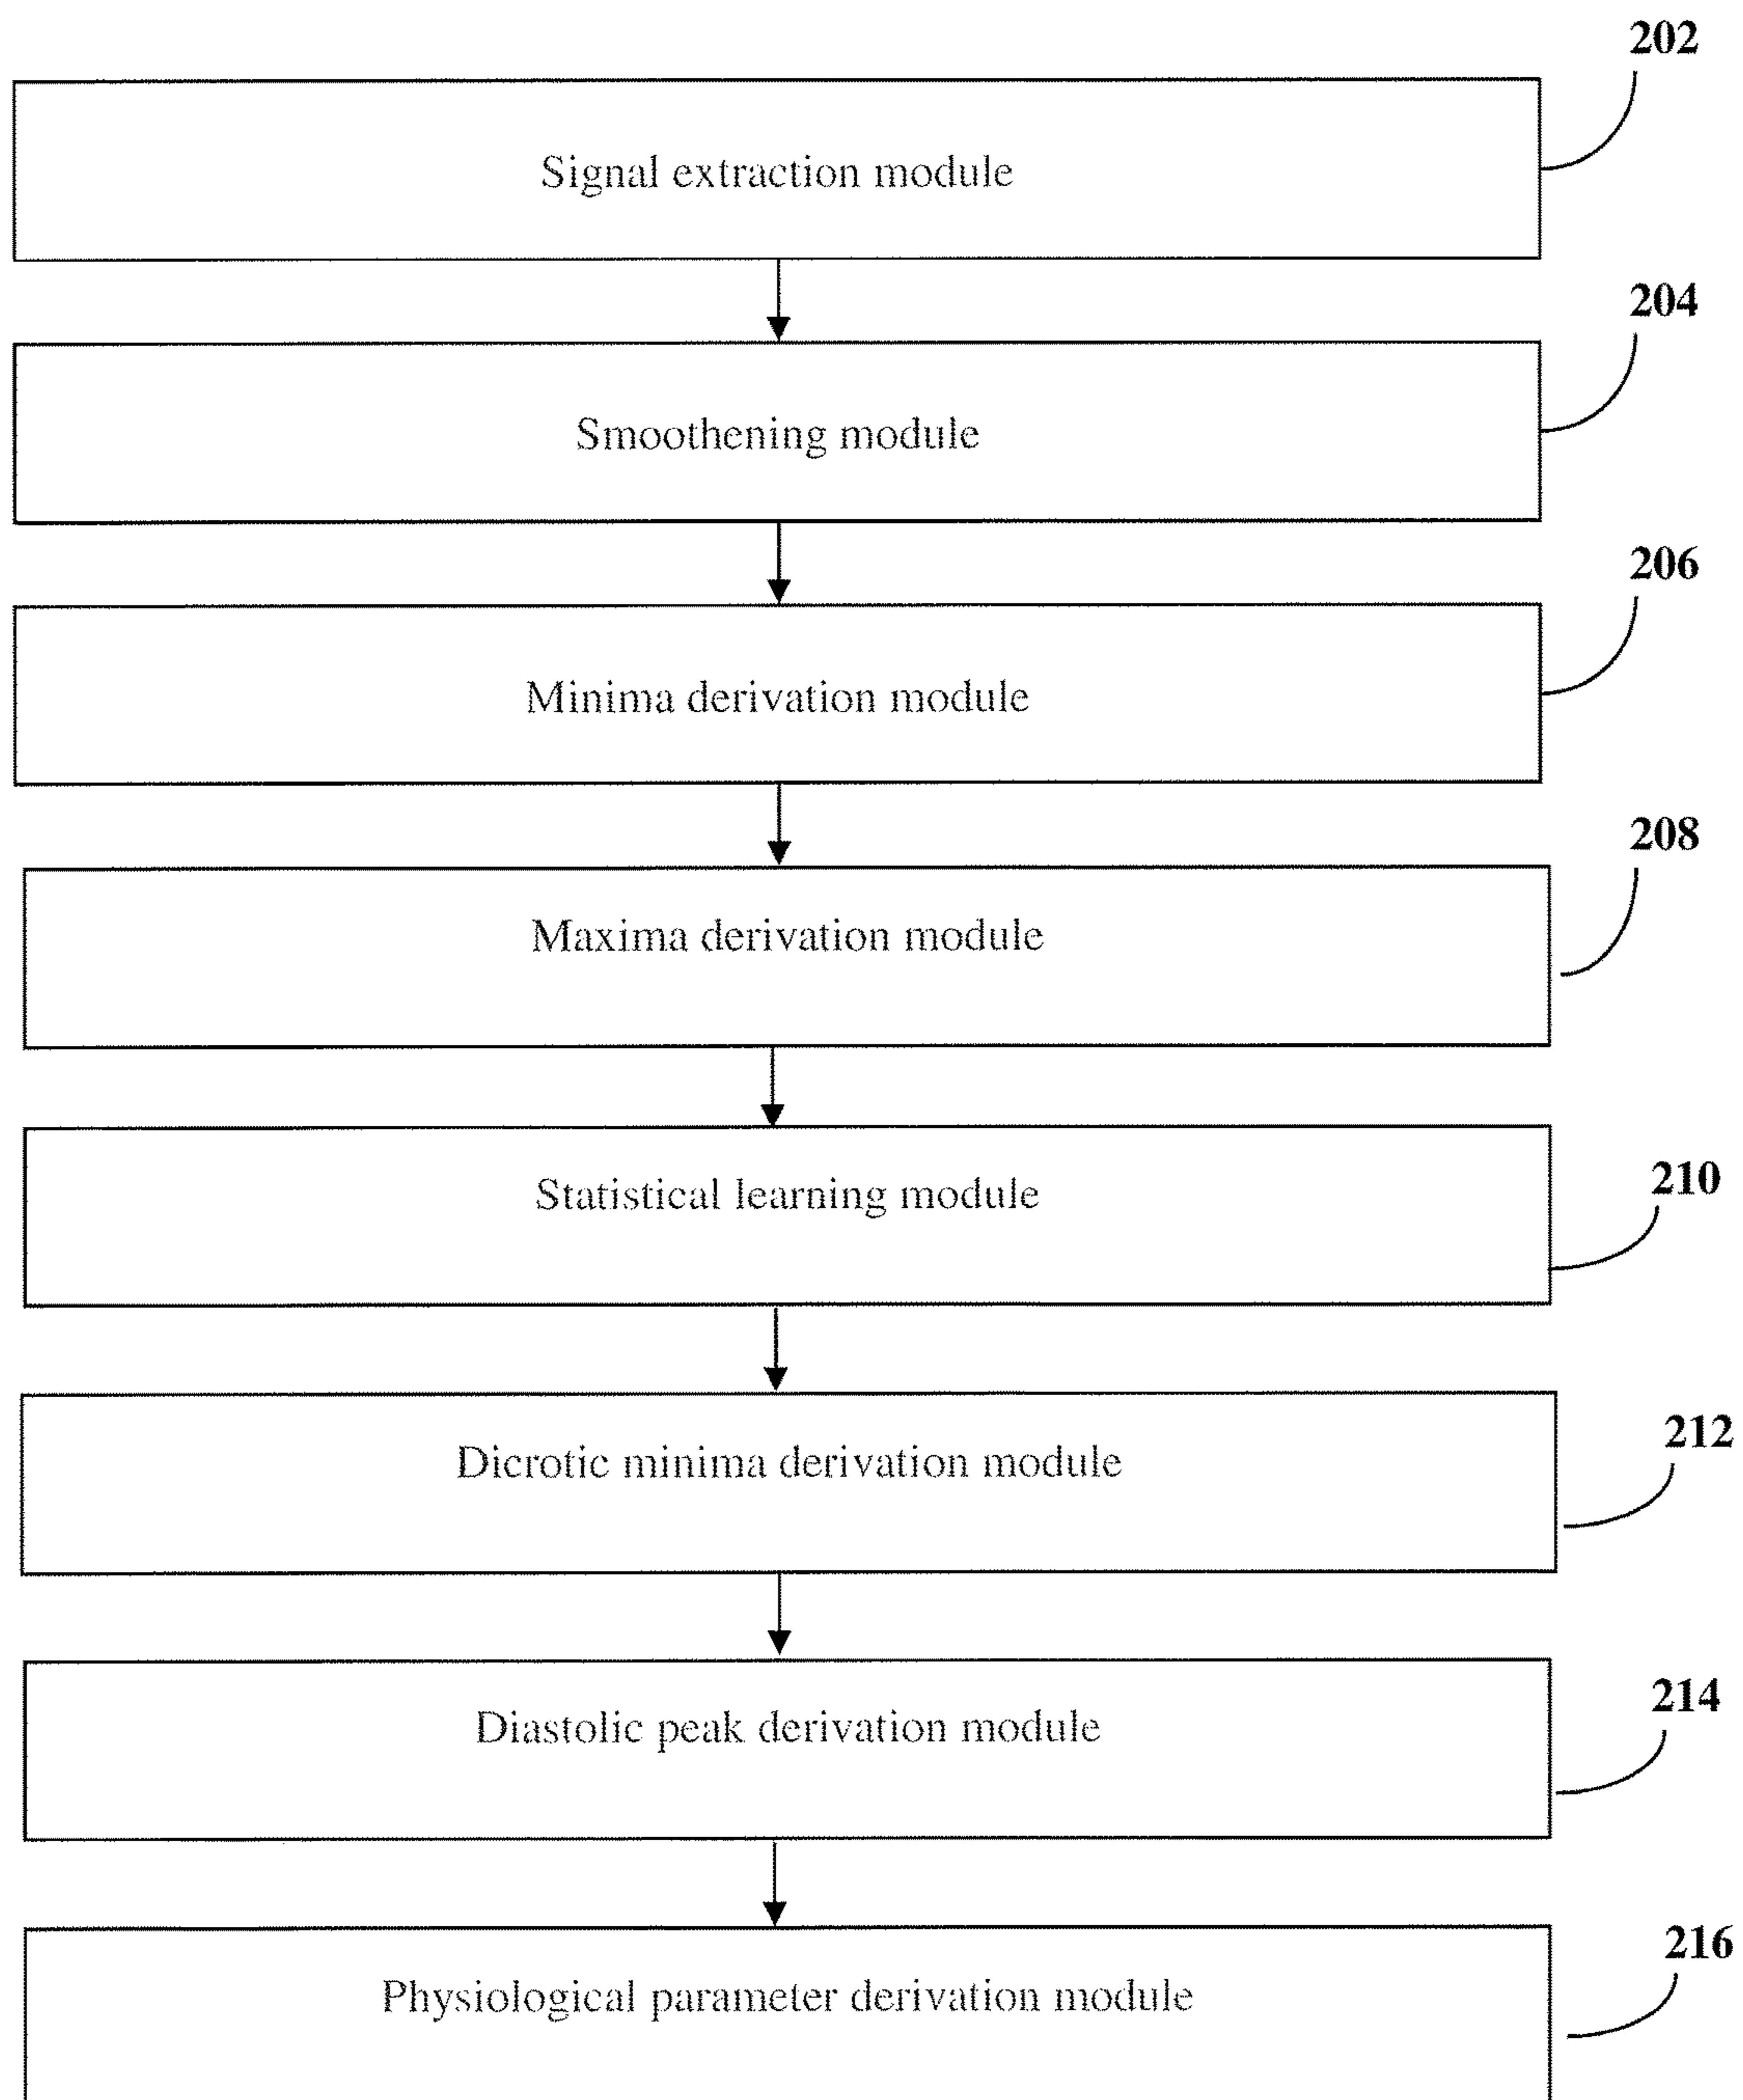 202
Signal extraction module
204
Smoothening module
206
Minima derivation module
208
Maxima derivation module
210
Statistical learning module
212
Dicrotic minima derivation module
214
Diastolic peak derivation module
216
Physiological parameter derivation module